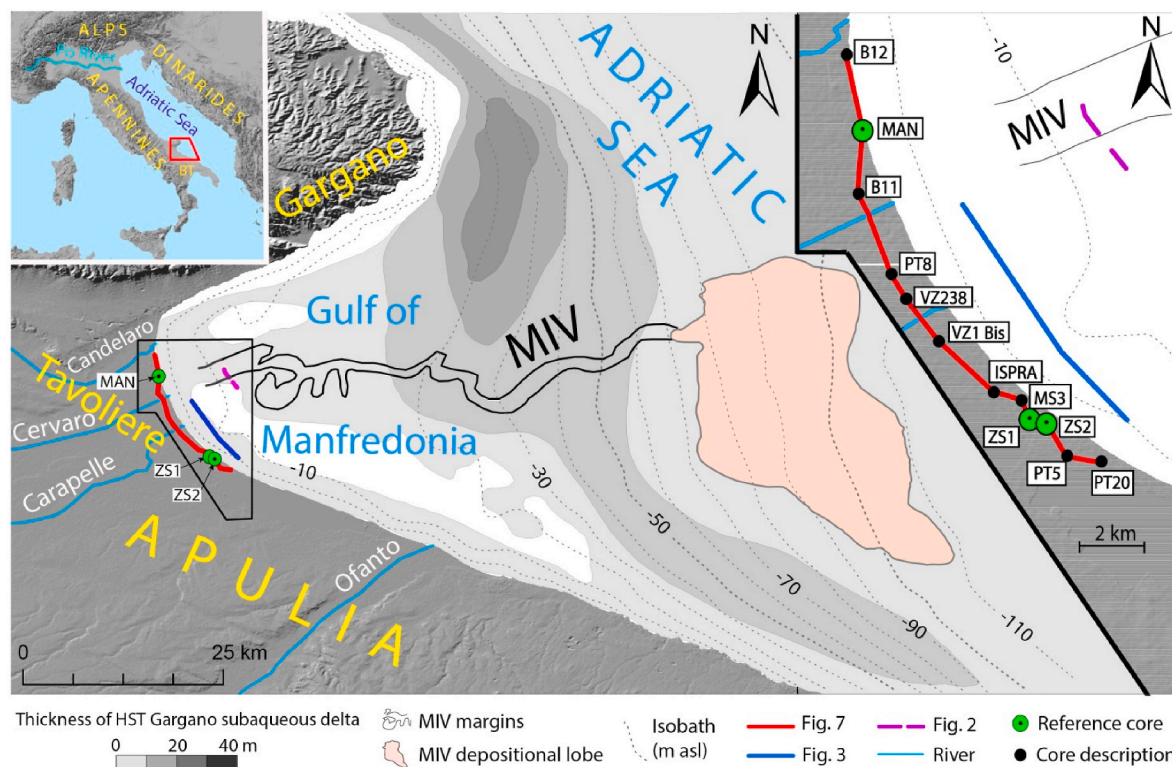 ALPS
Po River
DINARIDES
Adriatic Sea
APENNINES
BT
ADRIATIC
SEA
N
Gargano
Gulf of
Manfredonia
MIV
Candelaro
Tavoliere
MAN
Cervaro
Carapelle
ZS1
ZS2
APULIA
Ofanto
-10
-30
-50
-70
-90
-110
0 25 km
-10
N
MIV
B12
MAN
B11
PT8
VZ238
VZ1 Bis
ISPRA
MS3
ZS1
ZS2
PT5
PT20
2 km
Thickness of HST Gargano subaqueous delta
0 20 40 m
MIV margins
MIV depositional lobe
Isobath
(m asl)
Fig. 7
Fig. 3
Fig. 2
River
Reference core
Core description